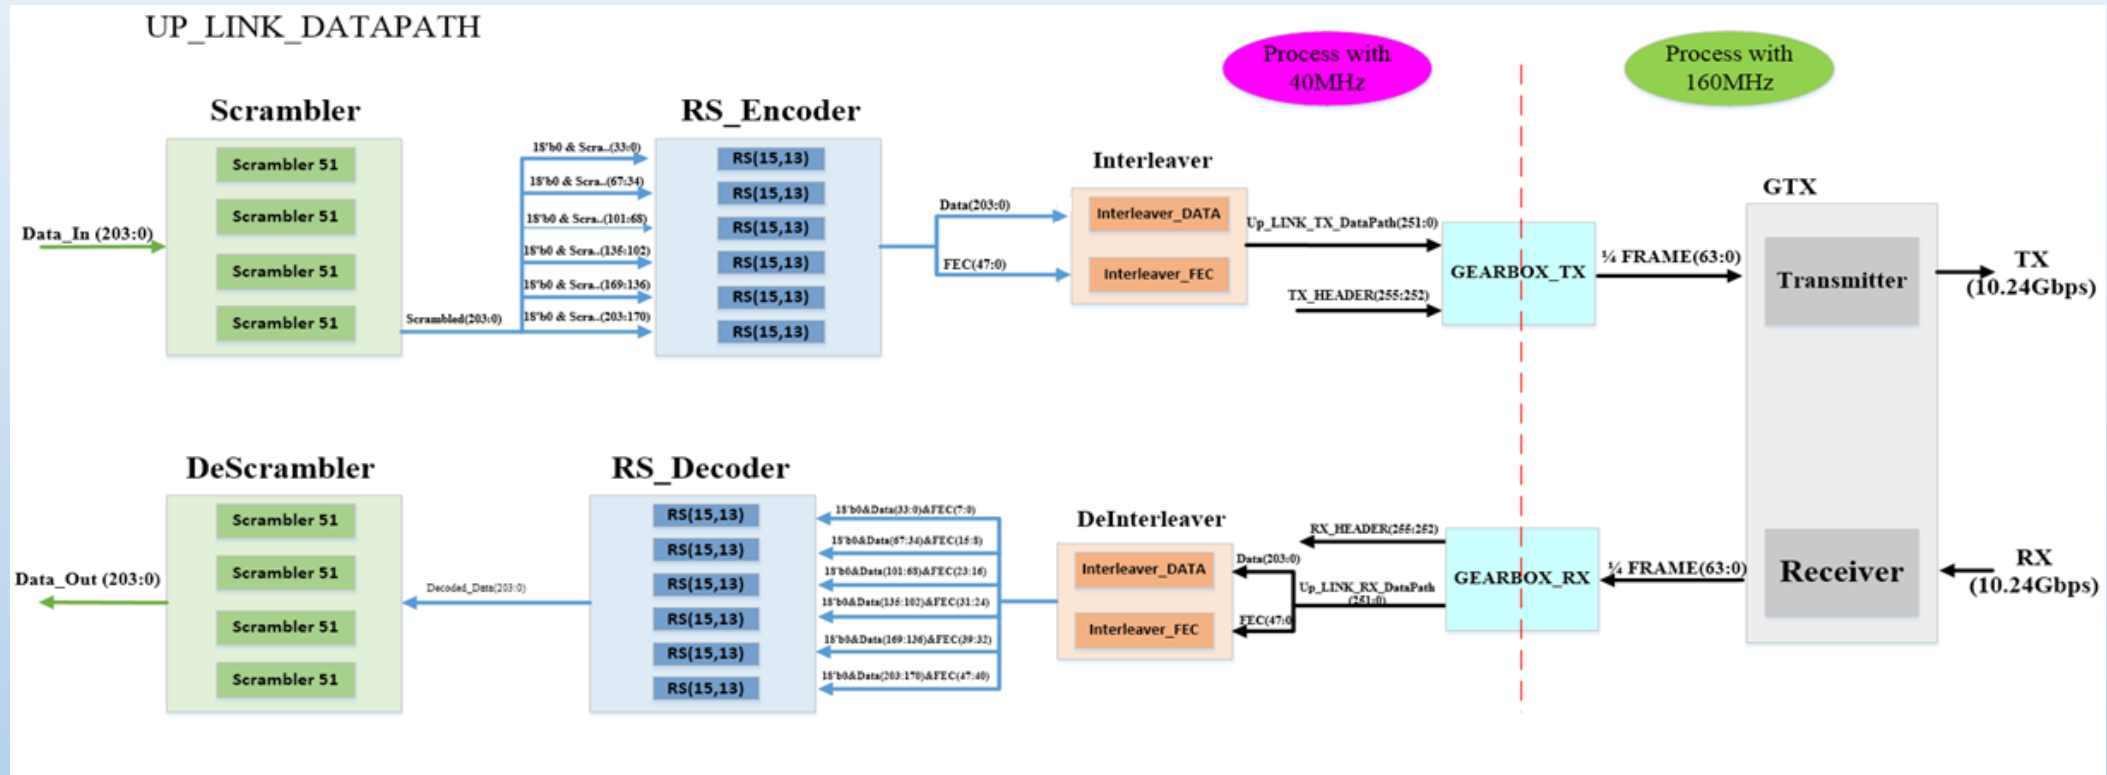 UP_LINK_DATAPATH
Process with
40MHz
Process with
160MHz
Scrambler
Scrambler 51
Scrambler 51
Scrambler 51
Scrambler 51
Data_In (203:0)
Scrambled(203:0)
18'b0 & Scra..(33:0)
18'b0 & Scra..(67:34)
18'b0 & Scra..(101:68)
18'b0 & Scra..(135:102)
18'b0 & Scra..(169:136)
18'b0 & Scra..(203:170)
RS_Encoder
RS(15,13)
RS(15,13)
RS(15,13)
RS(15,13)
RS(15,13)
RS(15,13)
Data(203:0)
FEC(47:0)
Interleaver
Interleaver_DATA
Interleaver_FEC
Up_LINK_TX_DataPath(251:0)
TX_HEADER(255:252)
GEARBOX_TX
¼ FRAME(63:0)
GTX
Transmitter
TX
(10.24Gbps)
DeScrambler
Scrambler 51
Scrambler 51
Scrambler 51
Scrambler 51
Data_Out (203:0)
Decoded_Data(203:0)
RS_Decoder
RS(15,13)
RS(15,13)
RS(15,13)
RS(15,13)
RS(15,13)
RS(15,13)
18'b0&Data(33:0)&FEC(7:0)
18'b0&Data(67:34)&FEC(15:8)
18'b0&Data(101:68)&FEC(23:16)
18'b0&Data(135:102)&FEC(31:24)
18'b0&Data(169:136)&FEC(39:32)
18'b0&Data(203:170)&FEC(47:40)
DeInterleaver
Interleaver_DATA
Interleaver_FEC
RX_HEADER(255:252)
Data(203:0)
Up_LINK_RX_DataPath
(251:0)
FEC(47:0
GEARBOX_RX
¼ FRAME(63:0)
Receiver
RX
(10.24Gbps)